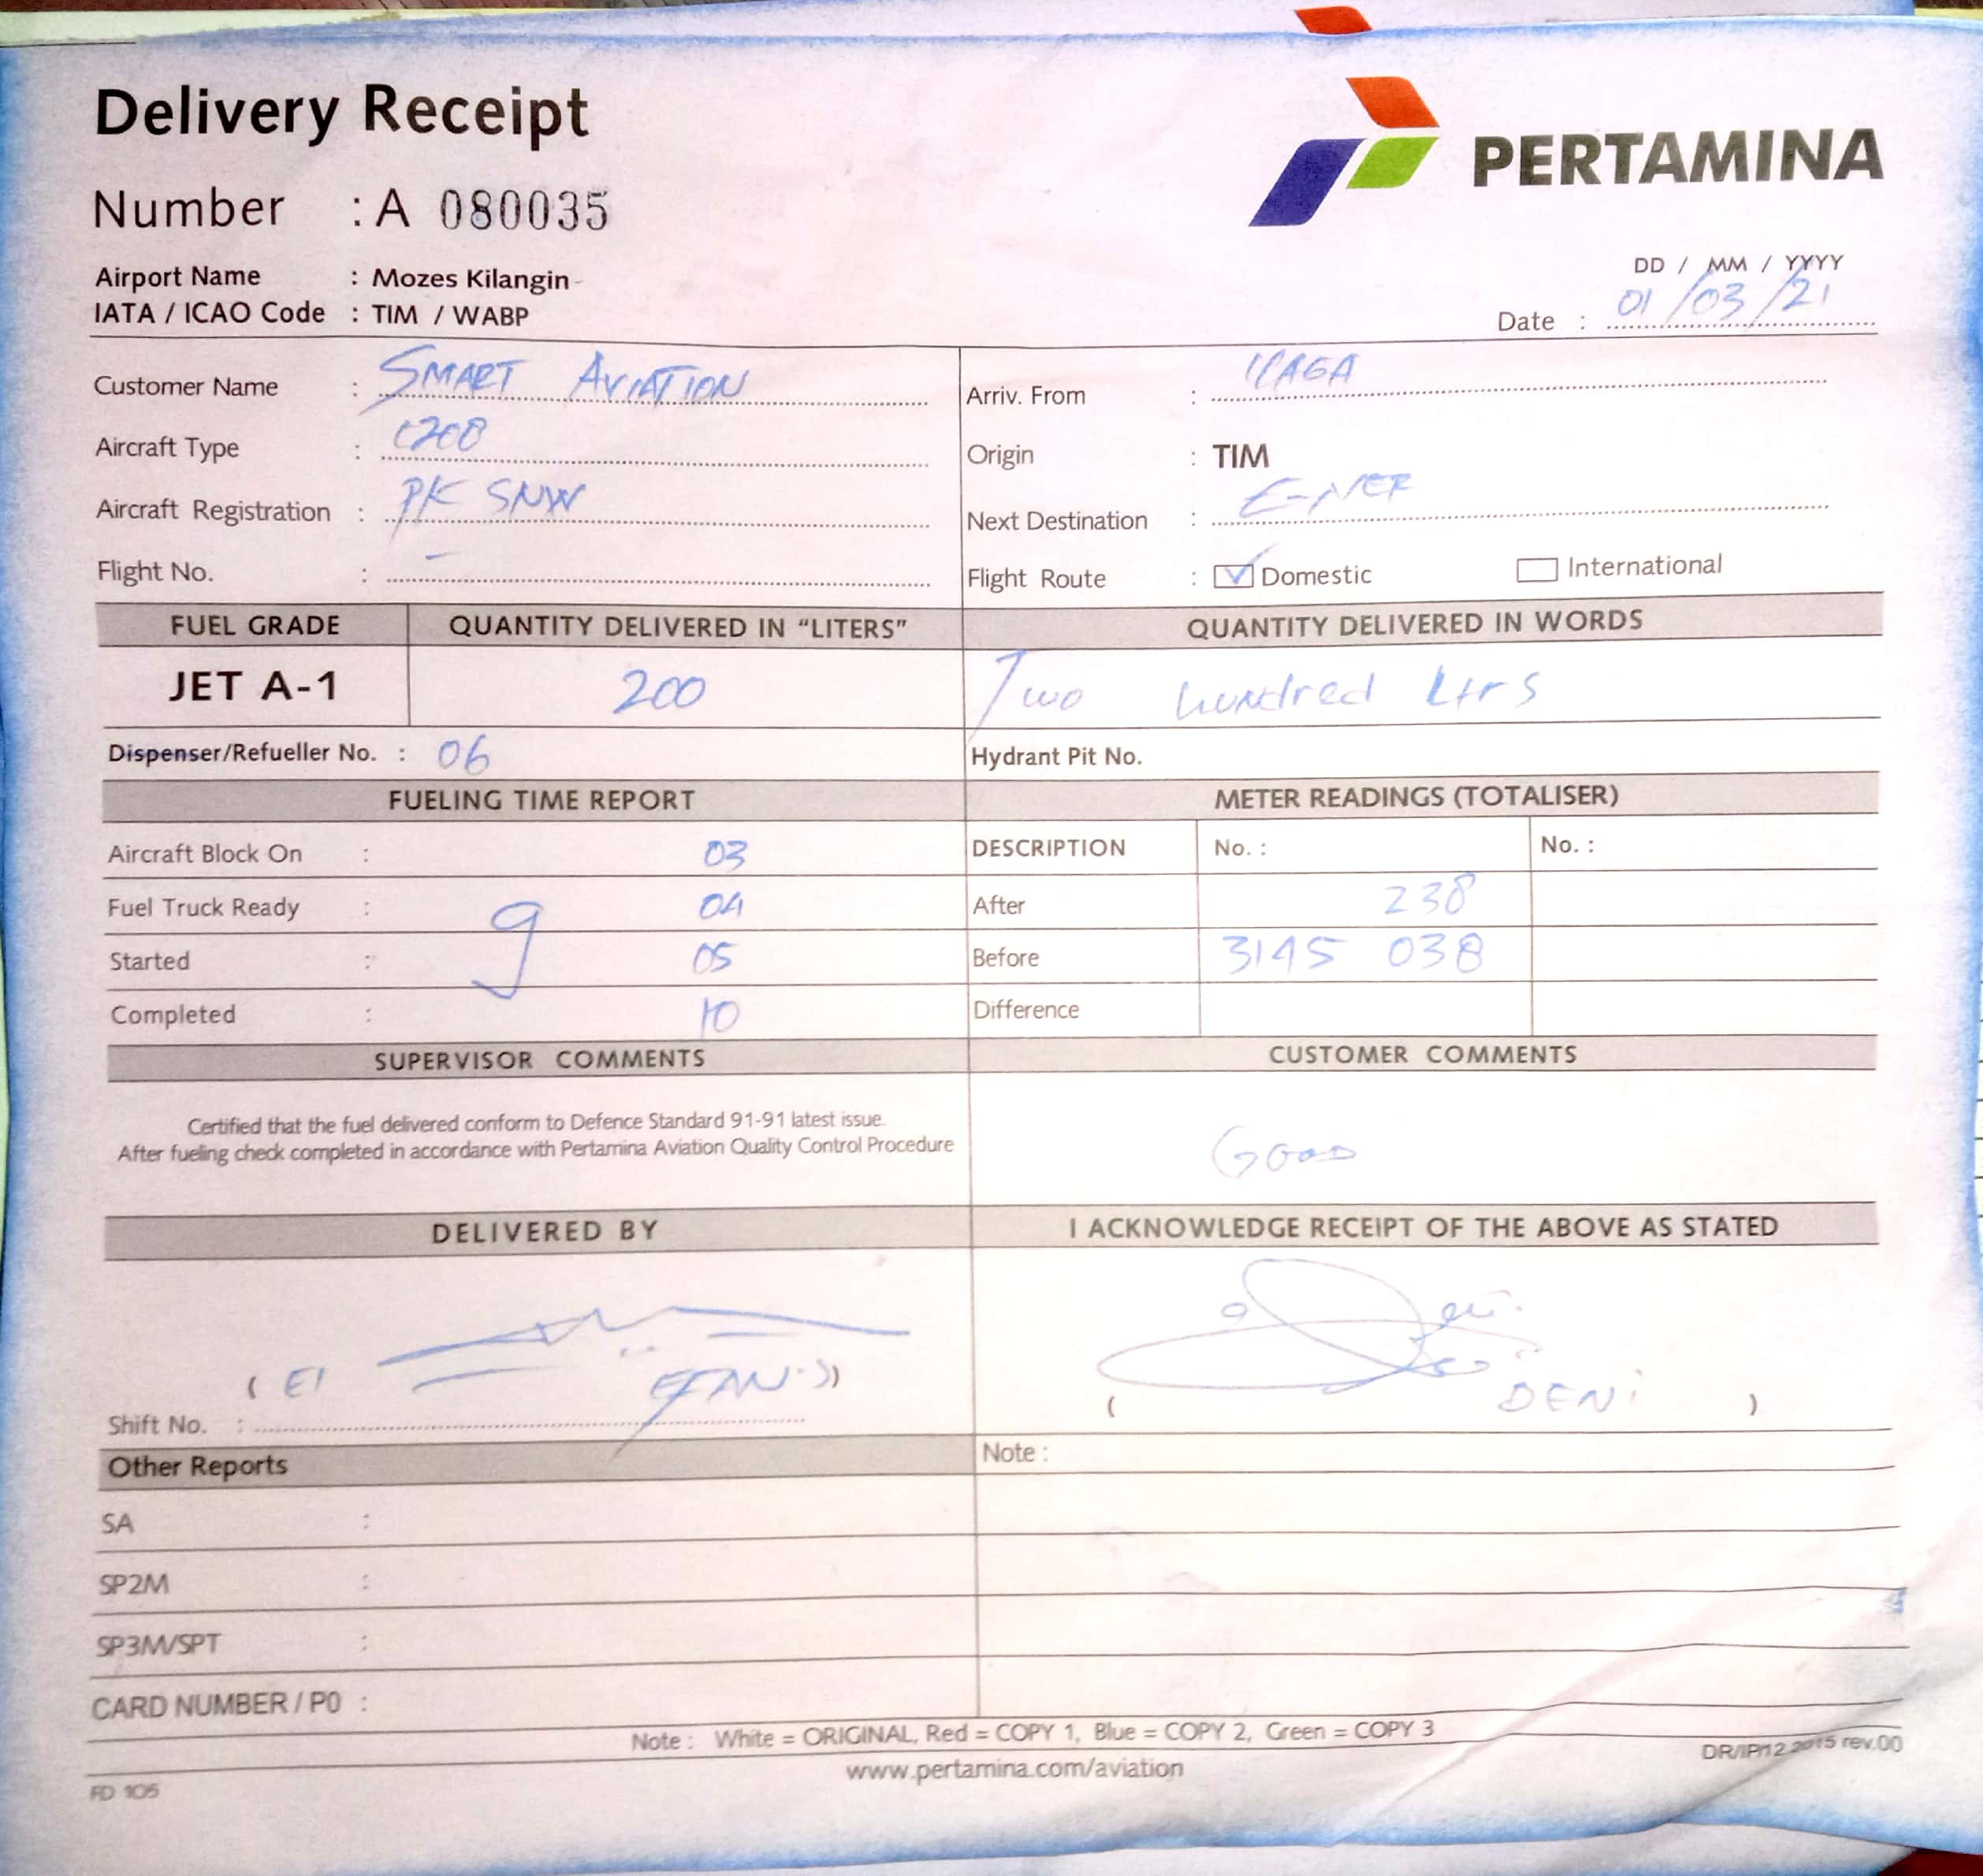 Delivery Receipt
PERTAMINA
Number : A 080035
Airport Name : Mozes Kilangin
IATA / ICAO Code : TIM / WABP
DD / MM / YYYY
Date : 01/03/21
Customer Name : SMART AVIATION
Arriv. From : ILAGA
Aircraft Type : C208
Origin : TIM
Aircraft Registration : PK SNW
Next Destination :
Flight No. : -
Flight Route : Domestic International
FUEL GRADE QUANTITY DELIVERED IN “LITERS” QUANTITY DELIVERED IN WORDS
JET A-1 200 Two hundred Ltrs
Dispenser/Refueller No. : 06 Hydrant Pit No.
FUELING TIME REPORT METER READINGS (TOTALISER)
Aircraft Block On : 03 DESCRIPTION No. : No. :
Fuel Truck Ready : 04 After 238
g
Started : 05 Before 3145 038
Completed : 10 Difference
SUPERVISOR COMMENTS CUSTOMER COMMENTS
Certified that the fuel delivered conform to Defence Standard 91-91 latest issue.
After fueling check completed in accordance with Pertamina Aviation Quality Control Procedure
GOOD
DELIVERED BY I ACKNOWLEDGE RECEIPT OF THE ABOVE AS STATED
( )
( DENI )
Shift No. :
Other Reports Note :
SA :
SP2M :
SP3M/SPT :
CARD NUMBER / PO :
Note : White = ORIGINAL, Red = COPY 1, Blue = COPY 2, Green = COPY 3
www.pertamina.com/aviation
DR/IP/12.2015 rev.00
FD 105